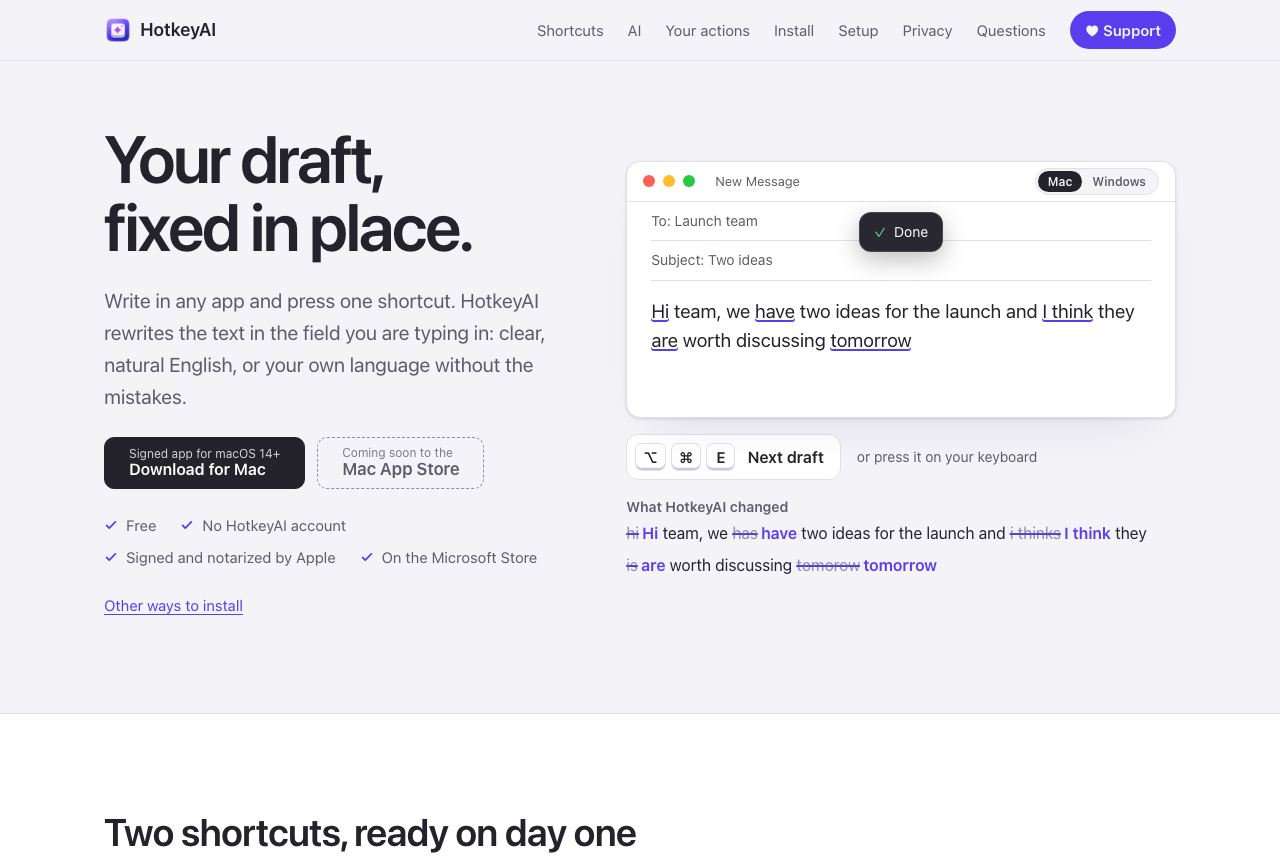 HotkeyAI
Shortcuts
AI
Your actions
Install
Setup
Privacy
Questions
Support
Your draft,
fixed in place.
Write in any app and press one shortcut. HotkeyAI
rewrites the text in the field you are typing in: clear,
natural English, or your own language without the
mistakes.
Signed app for macOS 14+
Download for Mac
Coming soon to the
Mac App Store
Free
No HotkeyAI account
Signed and notarized by Apple
On the Microsoft Store
Other ways to install
New Message
Mac
Windows
To: Launch team
Done
Subject: Two ideas
Hi team, we have two ideas for the launch and I think they
are worth discussing tomorrow
⌥ ⌘ E Next draft
or press it on your keyboard
What HotkeyAI changed
hi Hi team, we has have two ideas for the launch and i thinks I think they
is are worth discussing tomorow tomorrow
Two shortcuts, ready on day one